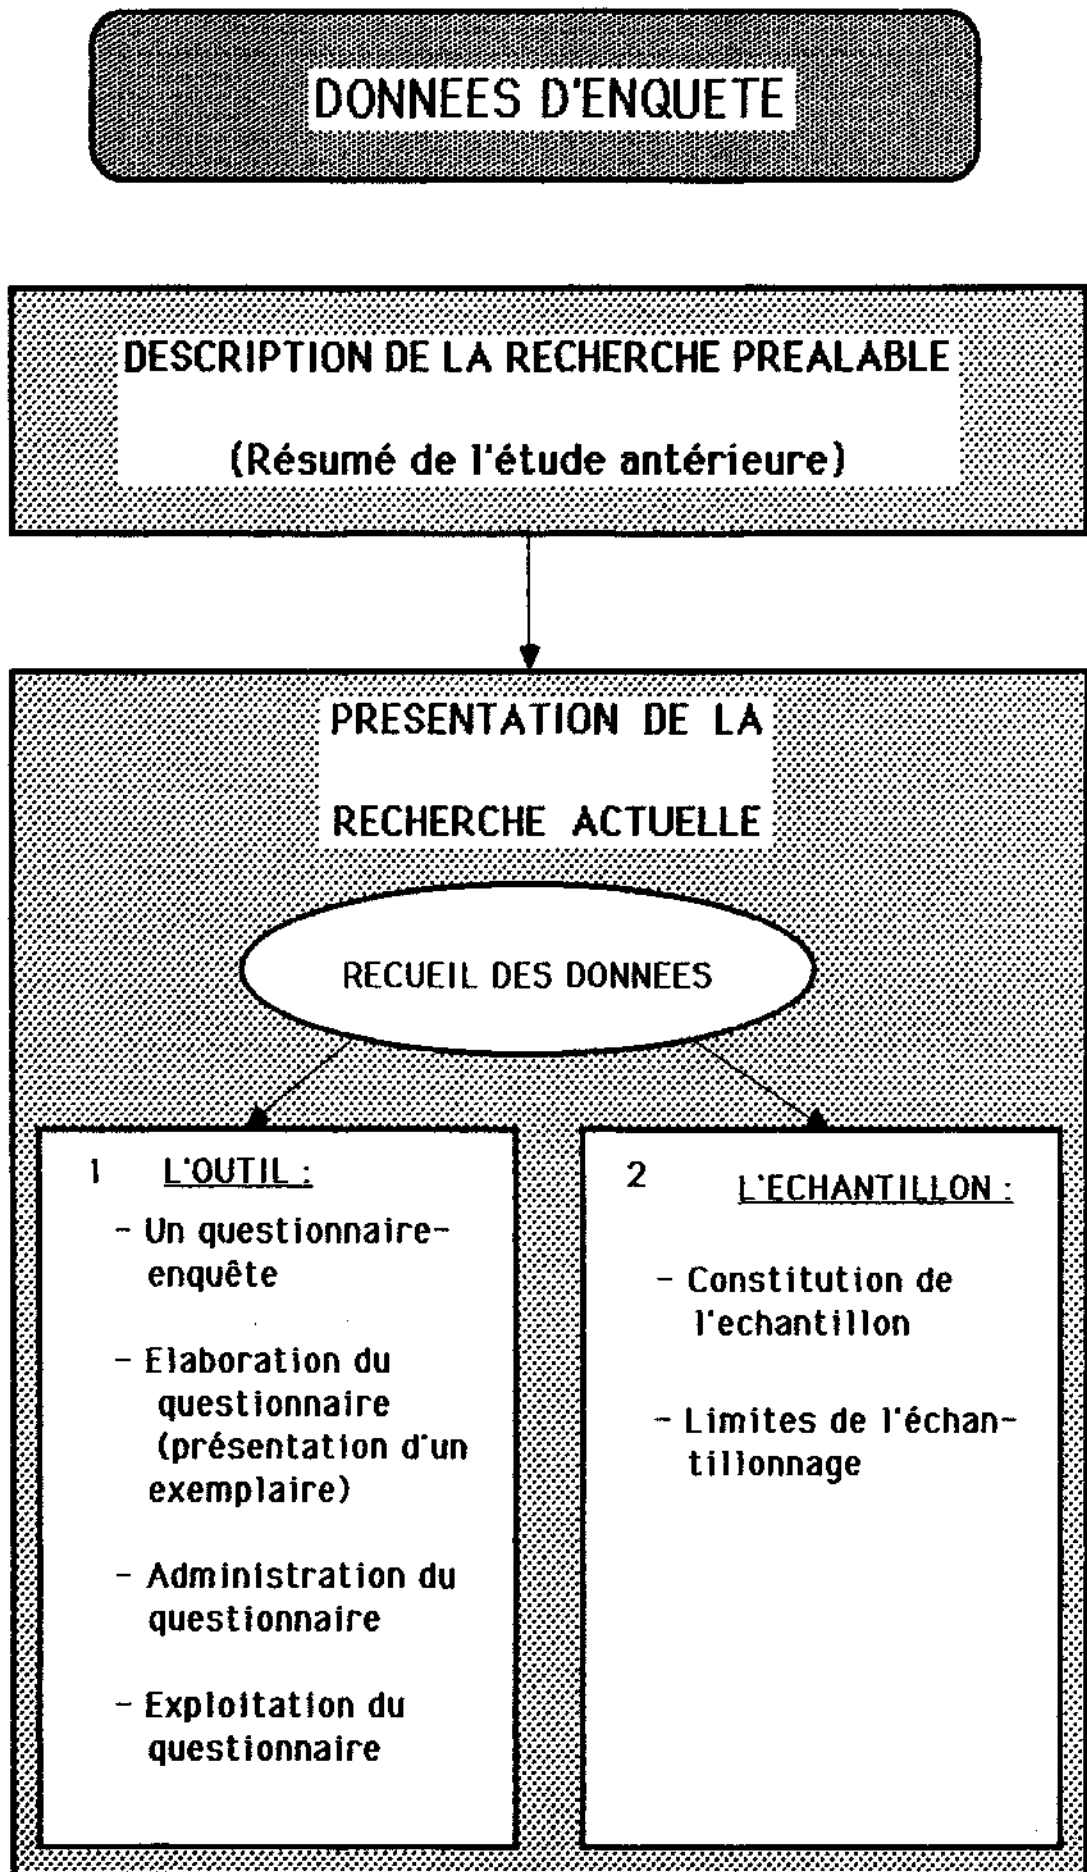 DONNEES D'ENQUETE
DESCRIPTION DE LA RECHERCHE PREALABLE
(Résumé de l'étude antérieure)
PRESENTATION DE LA
RECHERCHE ACTUELLE
RECUEIL DES DONNEES
1 L'OUTIL :
- Un questionnaire-
enquête
- Elaboration du
questionnaire
(présentation d'un
exemplaire)
- Administration du
questionnaire
- Exploitation du
questionnaire
2 L'ECHANTILLON :
- Constitution de
l'echantillon
- Limites de l'échan-
tillonnage